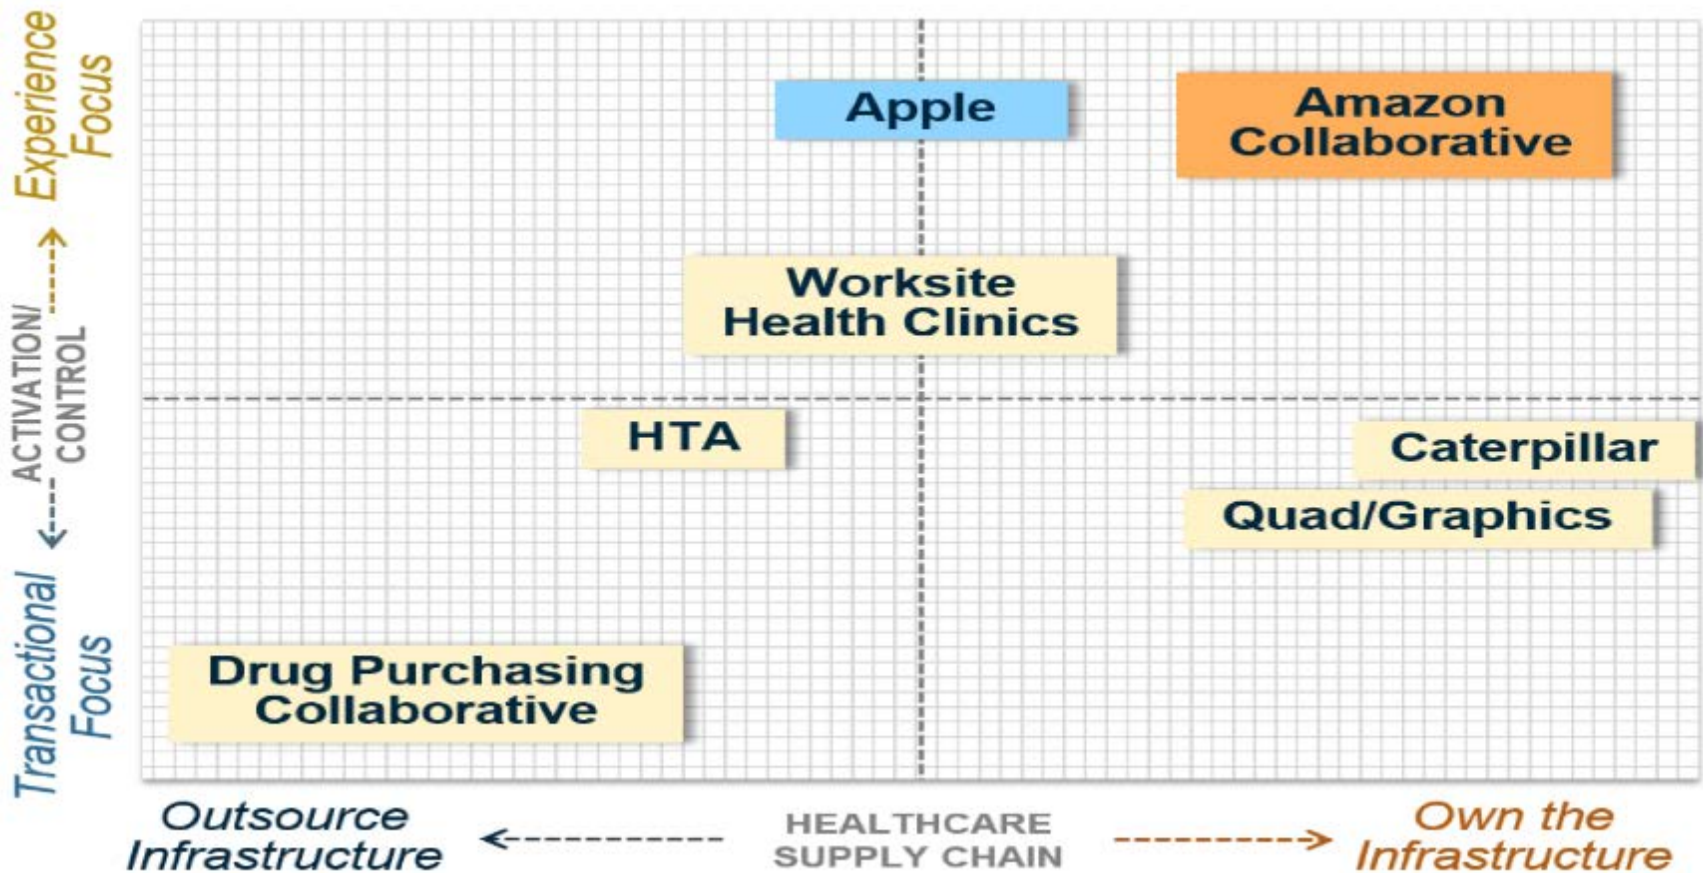 Experience
Focus
ACTIVATION/
CONTROL
Transactional
Focus
Apple
Amazon
Collaborative
Worksite
Health Clinics
HTA
Caterpillar
Quad/Graphics
Drug Purchasing
Collaborative
Outsource
Infrastructure
HEALTHCARE
SUPPLY CHAIN
Own the
Infrastructure